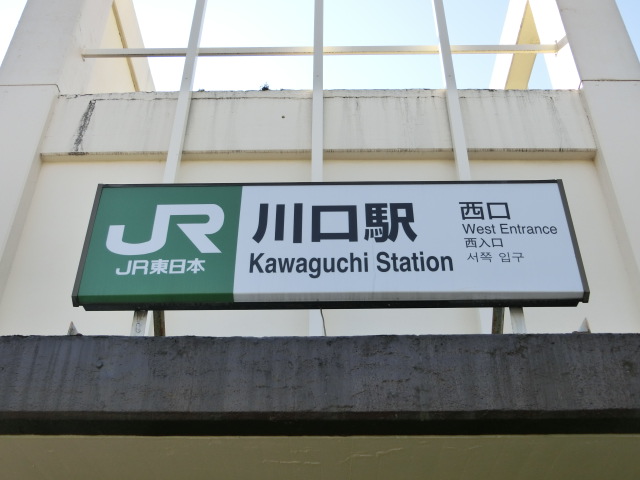 JR
JR東日本
川口駅
Kawaguchi Station
西口
West Entrance
西入口
서쪽 입구